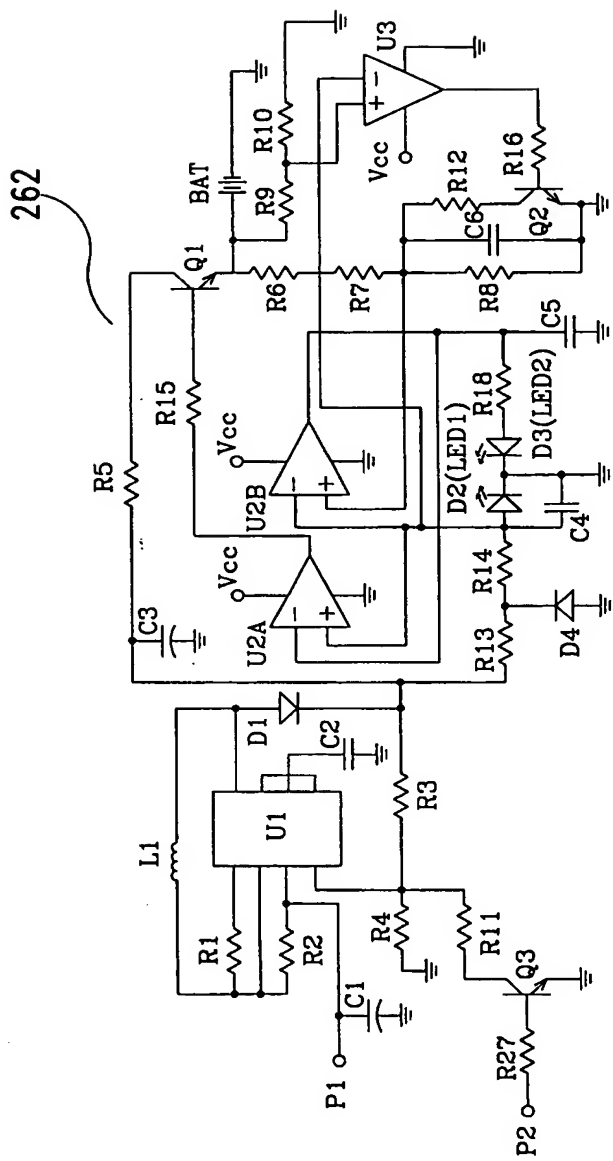 262
L1
R1
R2
U1
D1
C2
C1
P1
R3
R4
R11
Q3
R27
P2
C3
R5
R15
Q1
BAT
R9
R10
U3
+
-
Vcc
R6
R7
R8
C6
R12
Q2
R16
Vcc
U2A
-
+
Vcc
U2B
-
+
R13
R14
D4
D2(LED1)
C4
D3(LED2)
R18
C5